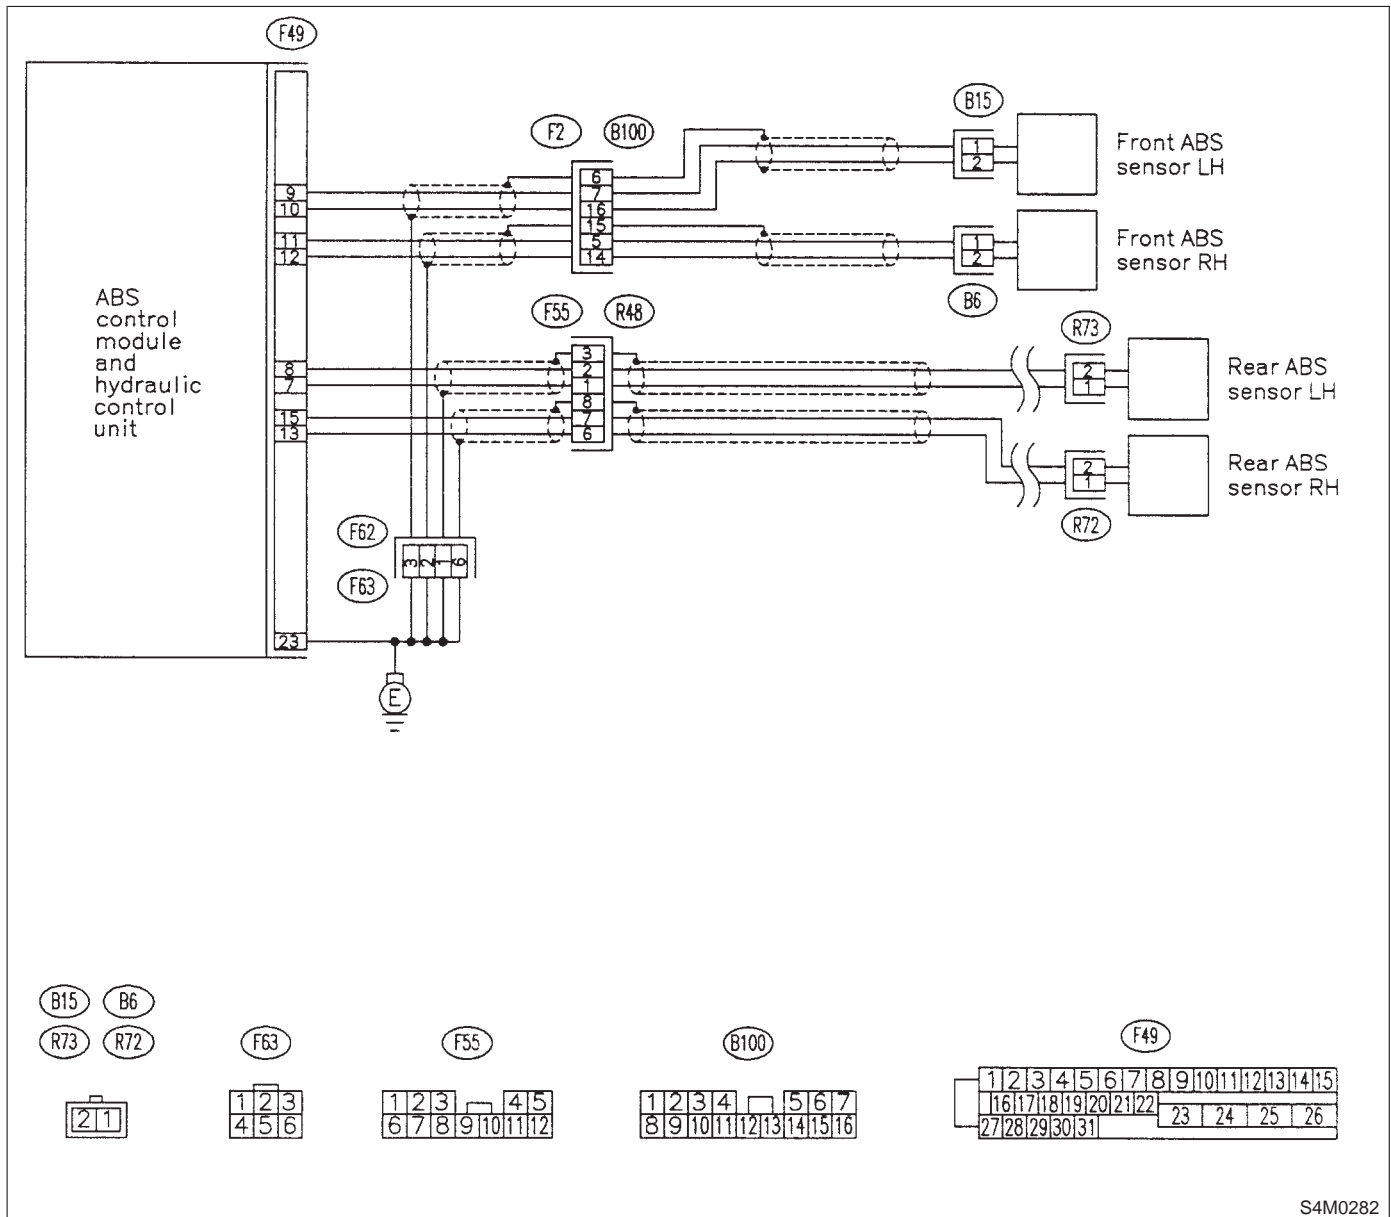 F49
B15
F2 B100
1
2
Front ABS
sensor LH
6
7
16
15
5
14
9
10
11
12
1
2
Front ABS
sensor RH
B6
ABS
control
module
and
hydraulic
control
unit
F55 R48
R73
3
2
1
8
7
6
8
7
15
13
2
1
Rear ABS
sensor LH
2
1
Rear ABS
sensor RH
R72
F62
3 2 1 6
F63
23
E
B15 B6
R73 R72
2 1
F63
1 2 3
4 5 6
F55
1 2 3 4 5
6 7 8 9 10 11 12
B100
1 2 3 4 5 6 7
8 9 10 11 12 13 14 15 16
F49
1 2 3 4 5 6 7 8 9 10 11 12 13 14 15
16 17 18 19 20 21 22
23 24 25 26
27 28 29 30 31
S4M0282